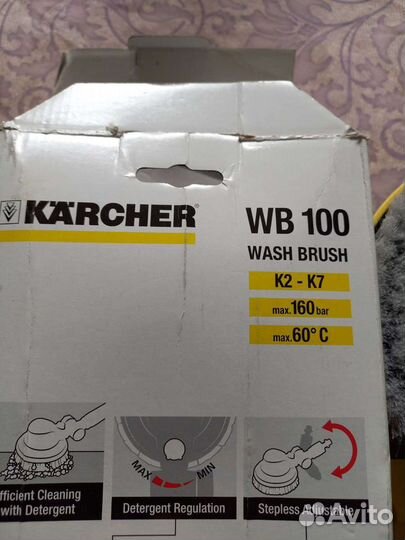 KÄRCHER
WB 100
WASH BRUSH
K2 - K7
max. 160 bar
max. 60° C
MAX
MIN
fficient Cleaning
with Detergent
Detergent Regulation
Stepless Adjustable
Avito